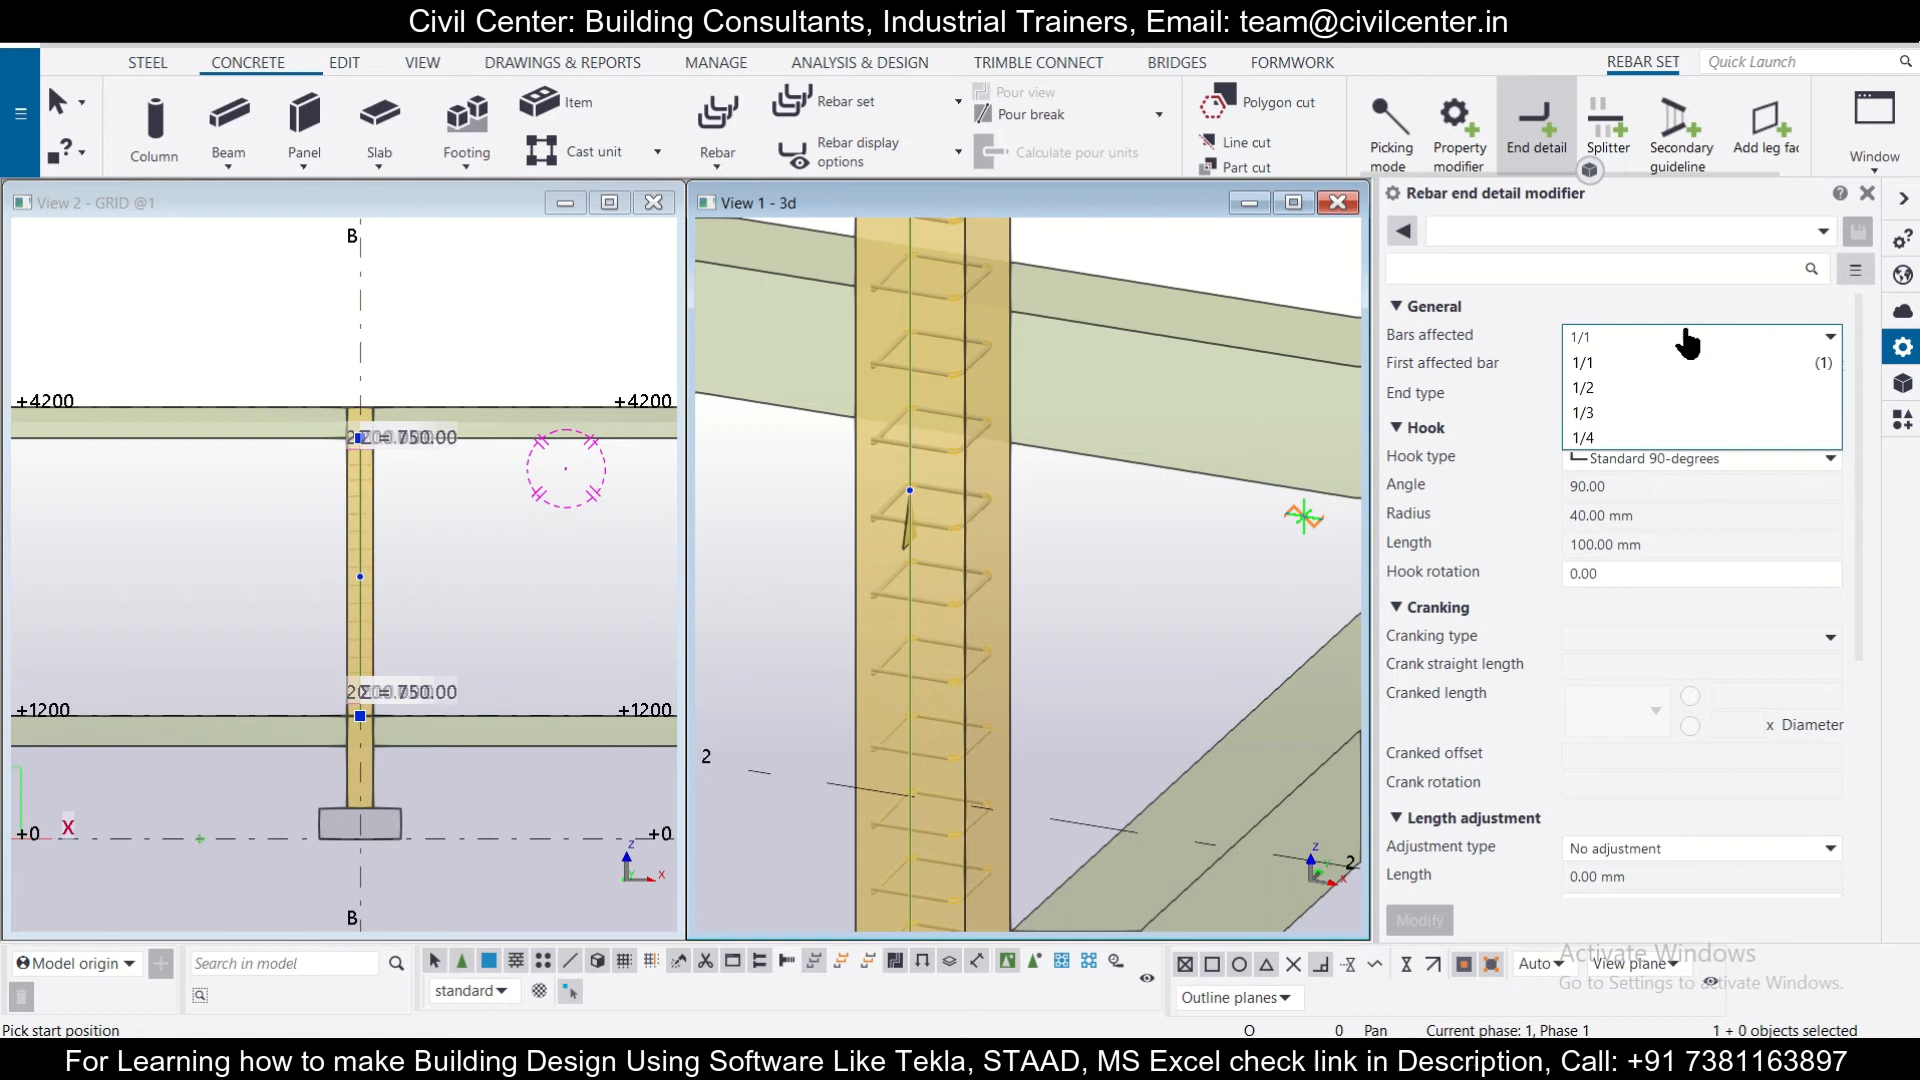 Civil Center: Building Consultants, Industrial Trainers, Email: team@civilcenter.in
STEEL CONCRETE EDIT VIEW DRAWINGS & REPORTS MANAGE ANALYSIS & DESIGN TRIMBLE CONNECT BRIDGES FORMWORK REBAR SET Quick Launch
Column
Beam
Panel
Slab
Footing
Item
Cast unit
Rebar
Rebar set
Rebar display options
Pour view
Pour break
Calculate pour units
Polygon cut
Line cut
Part cut
Picking mode
Property modifier
End detail
Splitter
Secondary guideline
Add leg fac
Window
View 2 - GRID @1
B
+4200 +4200
+1200 +1200
+0 +0
X
B
Z
X
View 1 - 3d
2
2
Z
Rebar end detail modifier
General
Bars affected 1/1
1/1 (1)
1/2
1/3
1/4
First affected bar
End type
Hook
Hook type Standard 90-degrees
Angle 90.00
Radius 40.00 mm
Length 100.00 mm
Hook rotation 0.00
Cranking
Cranking type
Crank straight length
Cranked length
x Diameter
Cranked offset
Crank rotation
Length adjustment
Adjustment type No adjustment
Length 0.00 mm
Modify
Activate Windows
Go to Settings to activate Windows.
Model origin
Search in model
standard
Auto
View plane
Outline planes
Pick start position
O 0 Pan Current phase: 1, Phase 1 1 + 0 objects selected
For Learning how to make Building Design Using Software Like Tekla, STAAD, MS Excel check link in Description, Call: +91 7381163897